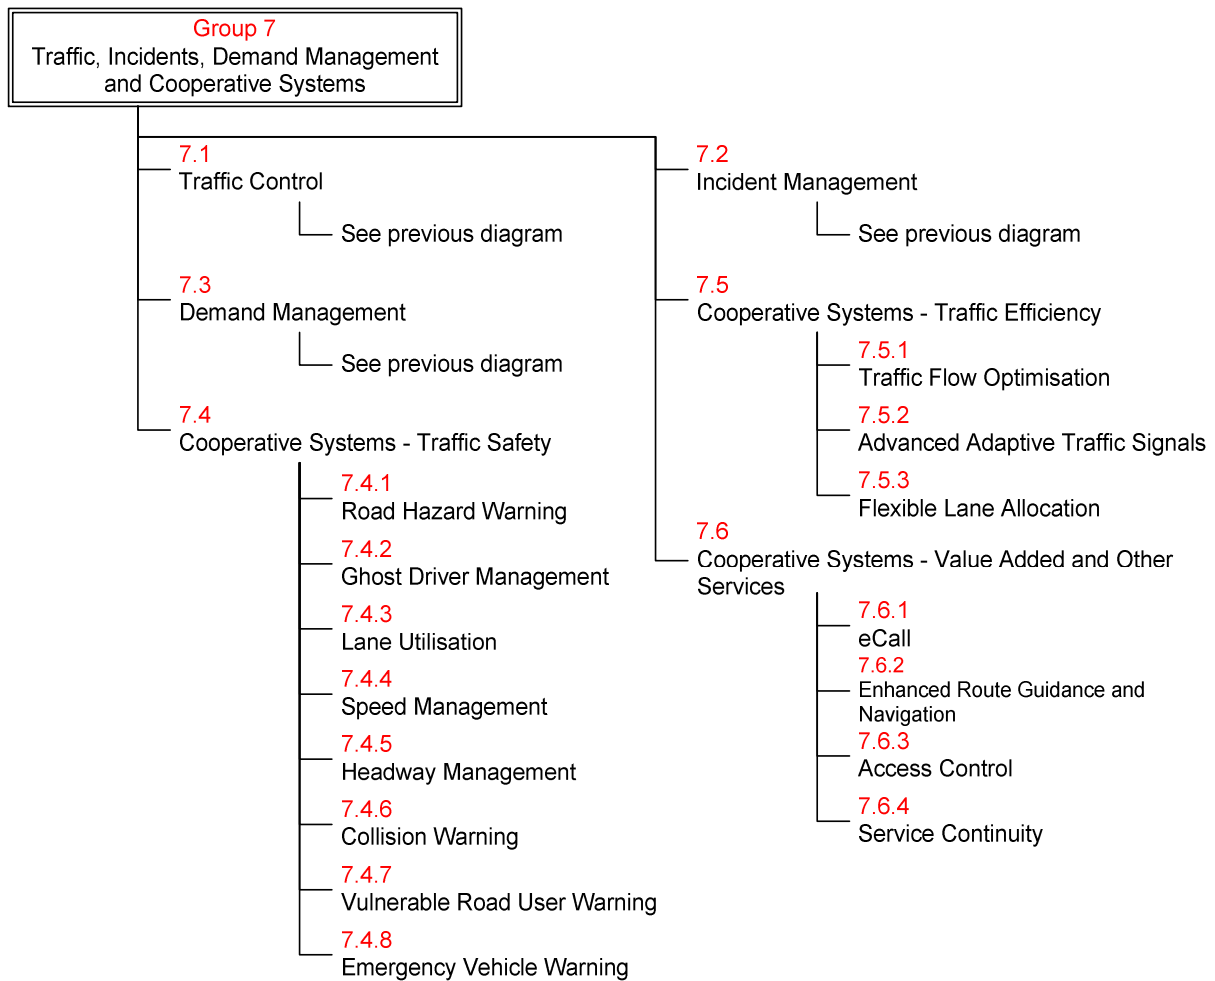 Group 7
Traffic, Incidents, Demand Management
and Cooperative Systems
7.1
Traffic Control
See previous diagram
7.3
Demand Management
See previous diagram
7.4
Cooperative Systems - Traffic Safety
7.4.1
Road Hazard Warning
7.4.2
Ghost Driver Management
7.4.3
Lane Utilisation
7.4.4
Speed Management
7.4.5
Headway Management
7.4.6
Collision Warning
7.4.7
Vulnerable Road User Warning
7.4.8
Emergency Vehicle Warning
7.2
Incident Management
See previous diagram
7.5
Cooperative Systems - Traffic Efficiency
7.5.1
Traffic Flow Optimisation
7.5.2
Advanced Adaptive Traffic Signals
7.5.3
Flexible Lane Allocation
7.6
Cooperative Systems - Value Added and Other
Services
7.6.1
eCall
7.6.2
Enhanced Route Guidance and
Navigation
7.6.3
Access Control
7.6.4
Service Continuity